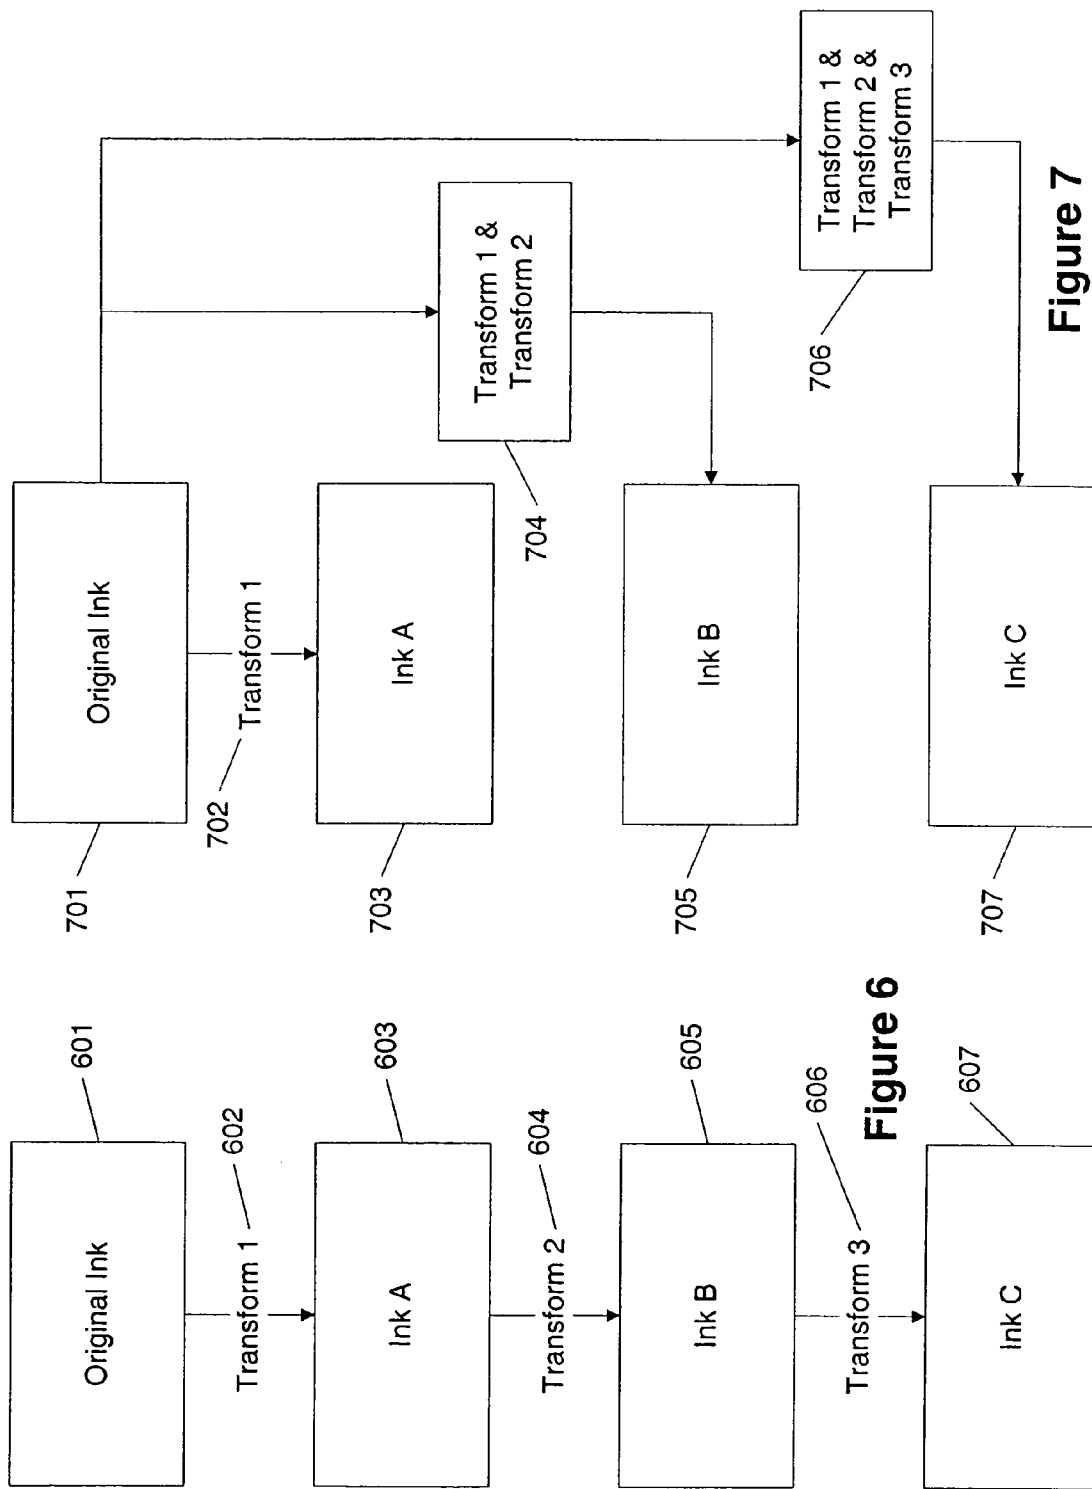 Original Ink
601
Transform 1
602
Ink A
603
Transform 2
604
Ink B
605
Transform 3
606
Ink C
607
Figure 6
Original Ink
701
Transform 1
702
Ink A
703
Transform 1 &
Transform 2
704
Ink B
705
Transform 1 &
Transform 2 &
Transform 3
706
Ink C
707
Figure 7